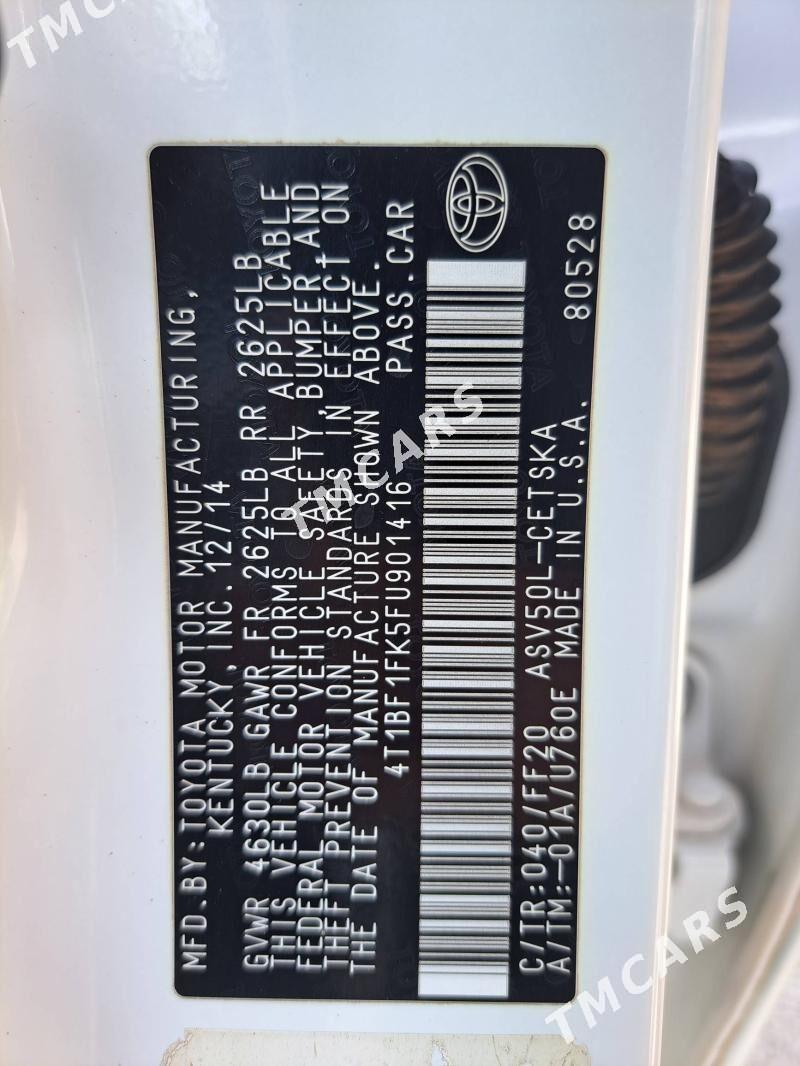 MFD.BY:TOYOTA MOTOR MANUFACTURING,
KENTUCKY, INC. 12/14
GVWR 4630LB GAWR FR 2625LB RR 2625LB
THIS VEHICLE CONFORMS TO ALL APPLICABLE
FEDERAL MOTOR VEHICLE SAFETY, BUMPER AND
THEFT PREVENTION STANDARDS IN EFFECT ON
THE DATE OF MANUFACTURE SHOWN ABOVE.
4T1BF1FK5FU901416 PASS.CAR
C/TR:040/FF20 ASV50L-CETSKA
A/TM:-01A/U760E MADE IN U.S.A. 80528
TMCARS
TMCARS
TMCARS